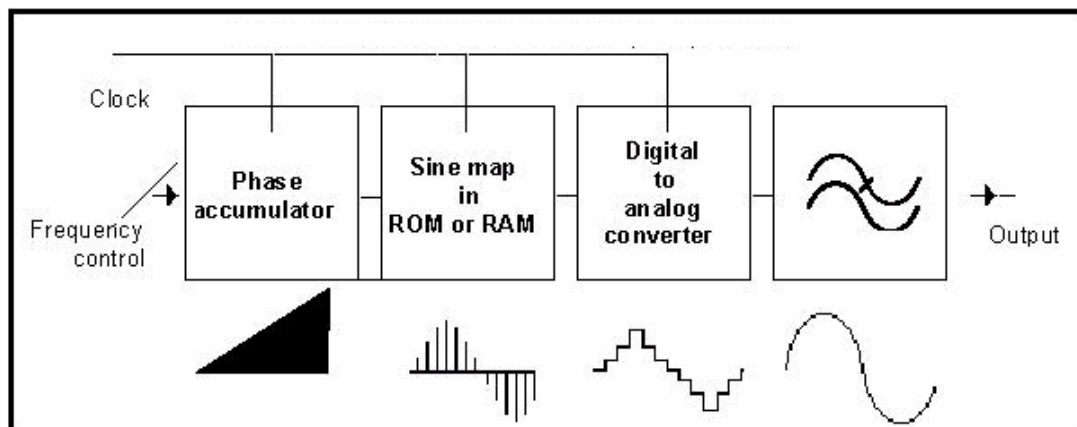 Clock
Phase
accumulator
Sine map
in
ROM or RAM
Digital
to
analog
converter
Frequency
control
Output